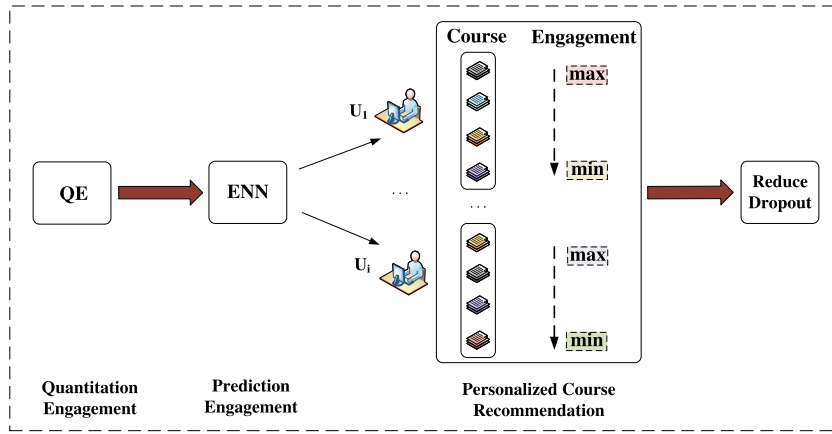 Course Engagement
max
U1
min
QE
ENN
. . .
. . .
Reduce
Dropout
max
Ui
min
Quantitation
Engagement
Prediction
Engagement
Personalized Course
Recommendation